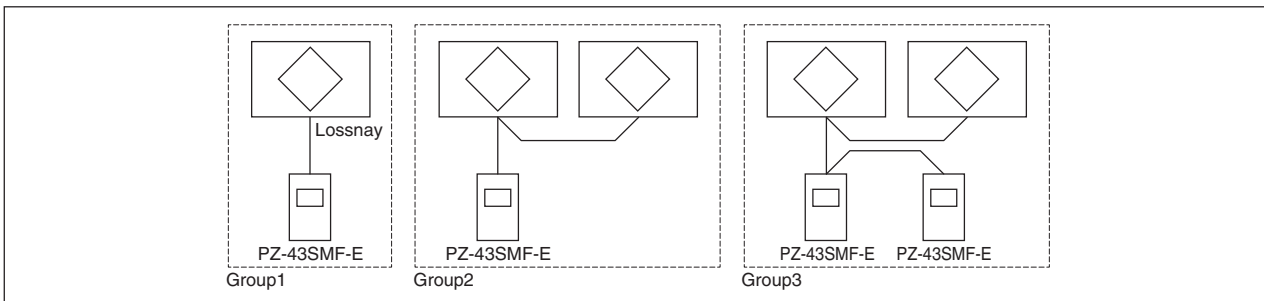 Lossnay
PZ-43SMF-E
Group1
PZ-43SMF-E
Group2
PZ-43SMF-E PZ-43SMF-E
Group3